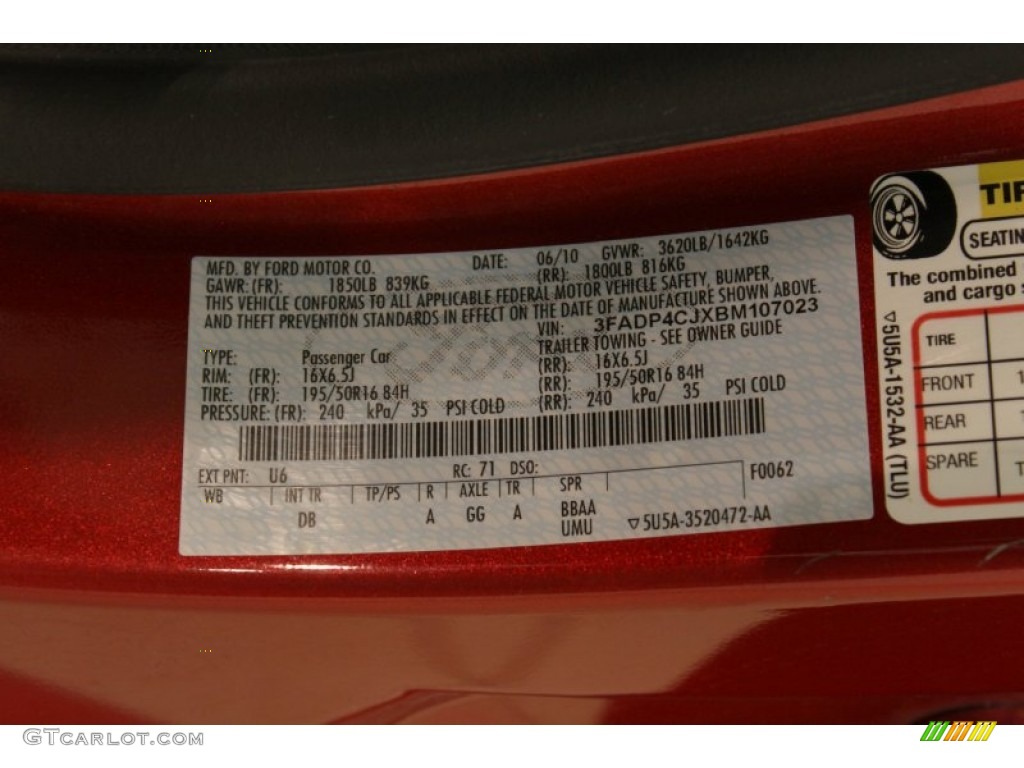 MFD. BY FORD MOTOR CO. DATE: 06/10 GVWR: 3620LB/1642KG
GAWR:(FR): 1850LB 839KG (RR): 1800LB 816KG
THIS VEHICLE CONFORMS TO ALL APPLICABLE FEDERAL MOTOR VEHICLE SAFETY, BUMPER,
AND THEFT PREVENTION STANDARDS IN EFFECT ON THE DATE OF MANUFACTURE SHOWN ABOVE.
VIN: 3FADP4CJXBM107023
TYPE: Passenger Car TRAILER TOWING - SEE OWNER GUIDE
RIM: (FR): 16X6.5J (RR): 16X6.5J
TIRE: (FR): 195/50R16 84H (RR): 195/50R16 84H
PRESSURE: (FR): 240 kPa/ 35 PSI COLD (RR): 240 kPa/ 35 PSI COLD
EXT PNT: U6 RC: 71 DSO: F0062
WB INT TR TP/PS R AXLE TR SPR
DB A GG A BBAA
UMU ▽5U5A-3520472-AA
TIR
SEATIN
The combined
and cargo s
▽5U5A-1532-AA (TLU)
TIRE
FRONT 1
REAR 1
SPARE T
GTCARLOT.COM